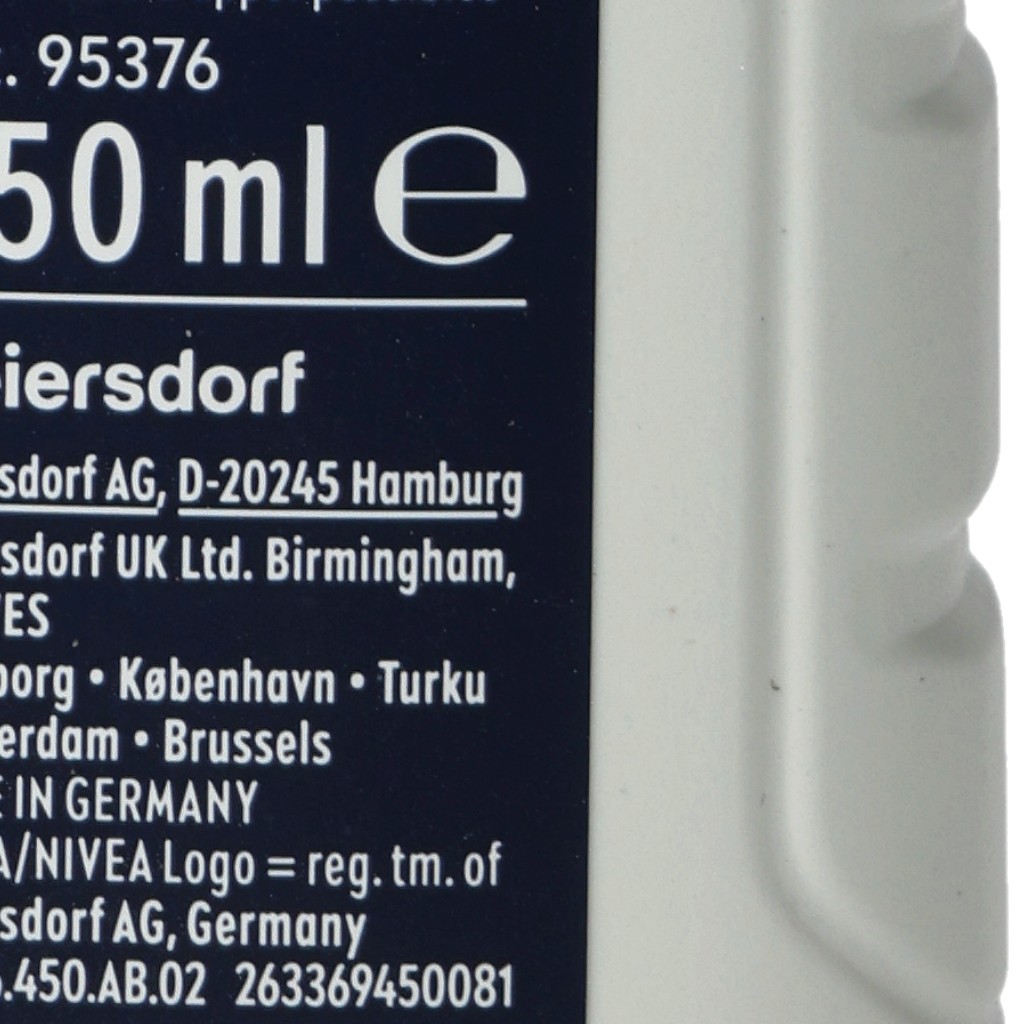 . 95376
50 ml e
iersdorf
sdorf AG, D-20245 Hamburg
sdorf UK Ltd. Birmingham,
ES
borg • København • Turku
erdam • Brussels
E IN GERMANY
A/NIVEA Logo = reg. tm. of
sdorf AG, Germany
.450.AB.02 263369450081